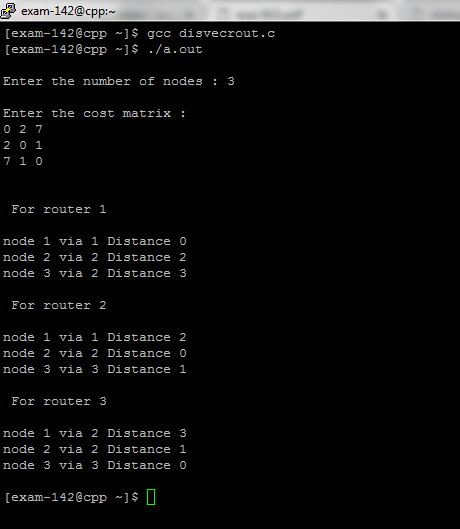 exam-142@cpp:~
[exam-142@cpp ~]$ gcc disvecrout.c
[exam-142@cpp ~]$ ./a.out
Enter the number of nodes : 3
Enter the cost matrix :
0 2 7
2 0 1
7 1 0
For router 1
node 1 via 1 Distance 0
node 2 via 2 Distance 2
node 3 via 2 Distance 3
For router 2
node 1 via 1 Distance 2
node 2 via 2 Distance 0
node 3 via 3 Distance 1
For router 3
node 1 via 2 Distance 3
node 2 via 2 Distance 1
node 3 via 3 Distance 0
[exam-142@cpp ~]$